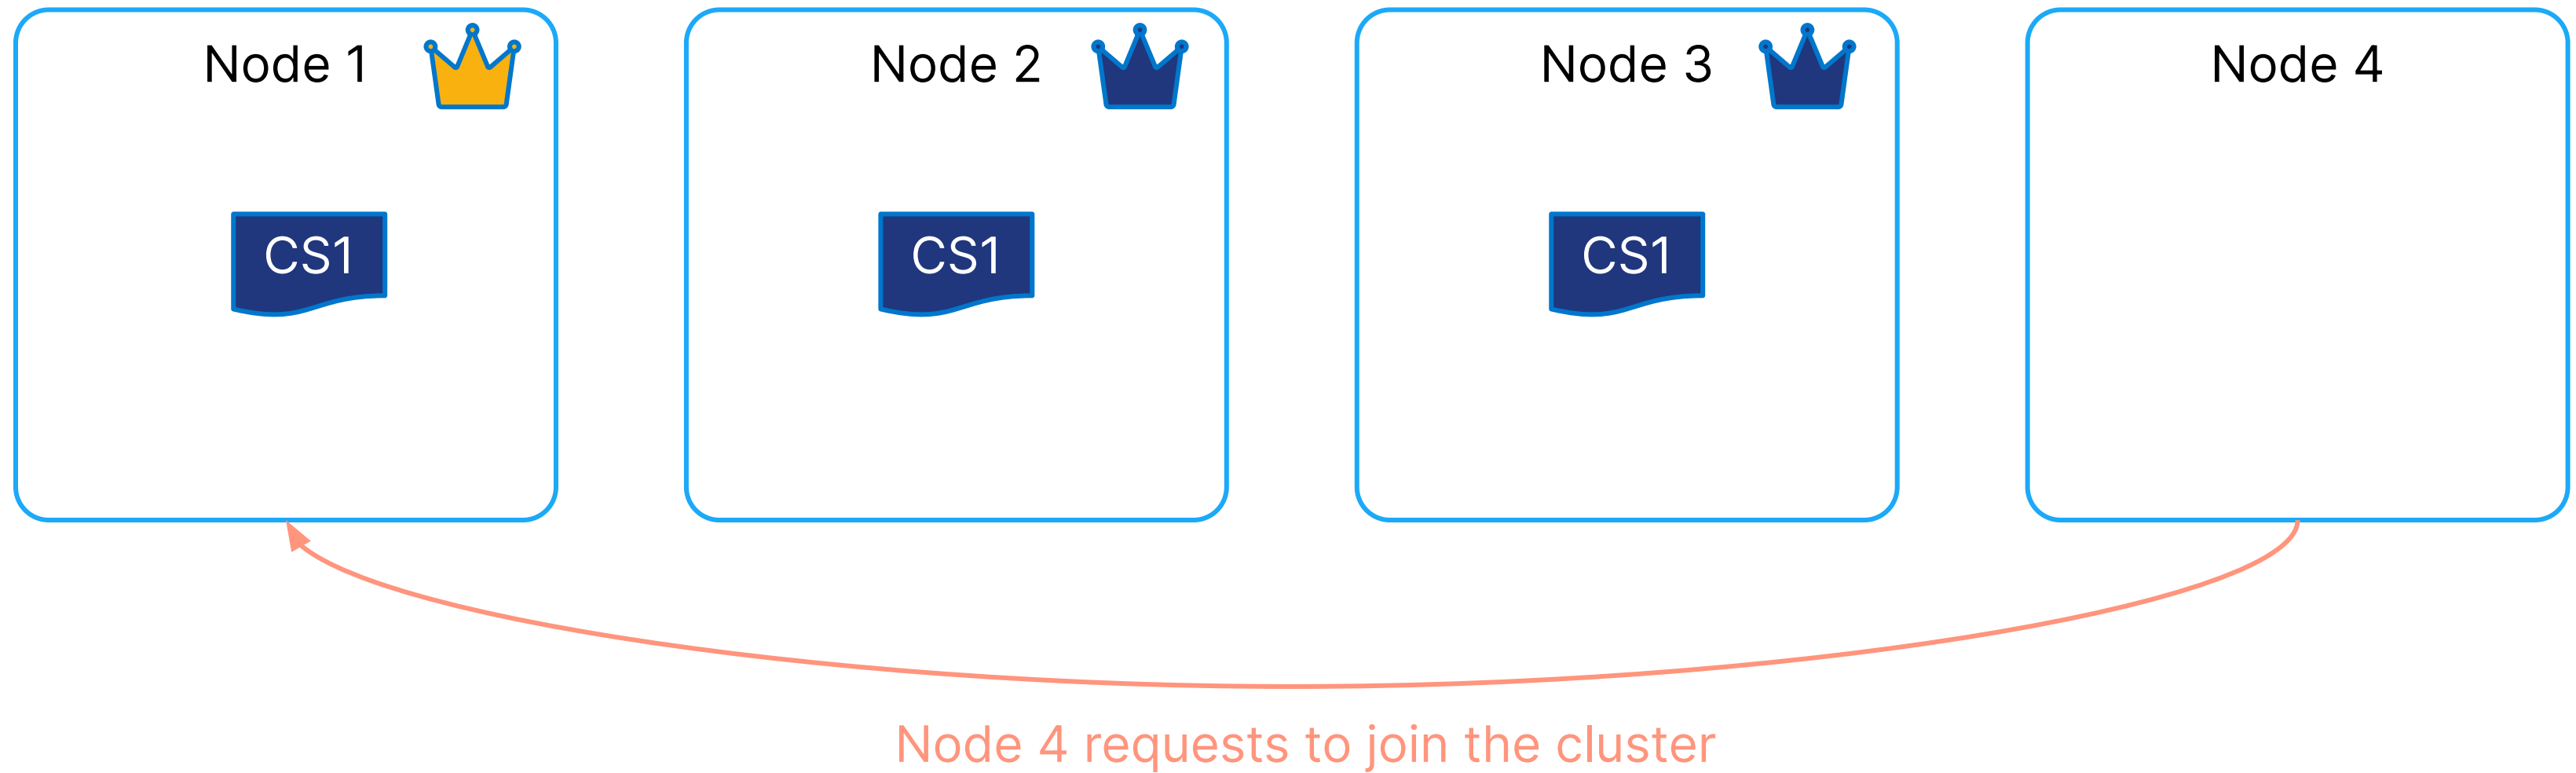 Node 1
Node 2
Node 3
Node 4
CS1
CS1
CS1
Node 4 requests to join the cluster